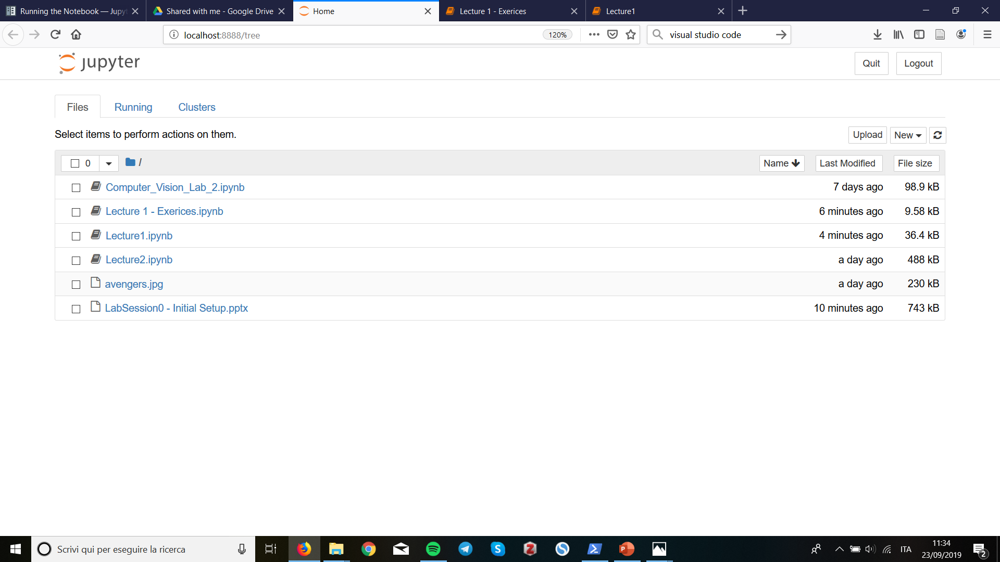 Running the Notebook — Jupyt
Shared with me - Google Drive
Home
Lecture 1 - Exerices
Lecture1
localhost:8888/tree
120%
visual studio code
jupyter
Quit
Logout
Files
Running
Clusters
Select items to perform actions on them.
Upload
New
0
/
Name
Last Modified
File size
Computer_Vision_Lab_2.ipynb 7 days ago 98.9 kB
Lecture 1 - Exerices.ipynb 6 minutes ago 9.58 kB
Lecture1.ipynb 4 minutes ago 36.4 kB
Lecture2.ipynb a day ago 488 kB
avengers.jpg a day ago 230 kB
LabSession0 - Initial Setup.pptx 10 minutes ago 743 kB
Scrivi qui per eseguire la ricerca
ITA
11:34
23/09/2019
2